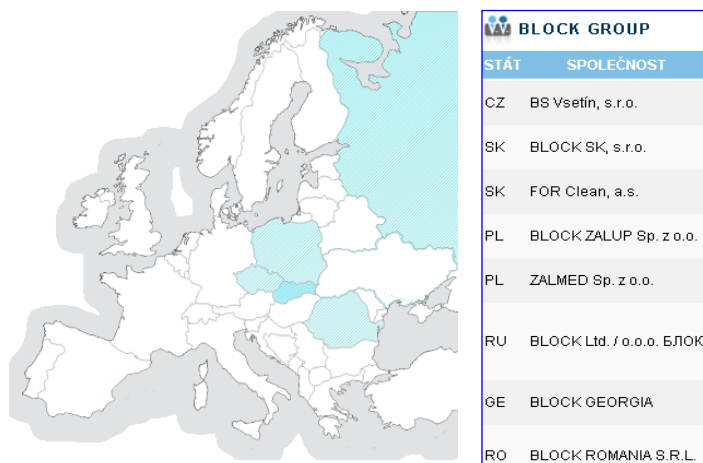 BLOCK GROUP
STÁT SPOLEČNOST
CZ BS Vsetín, s.r.o.
SK BLOCK SK, s.r.o.
SK FOR Clean, a.s.
PL BLOCK ZALUP Sp. z o.o.
PL ZALMED Sp. z o.o.
RU BLOCK Ltd. / o.o.o. БЛОК
GE BLOCK GEORGIA
RO BLOCK ROMANIA S.R.L.